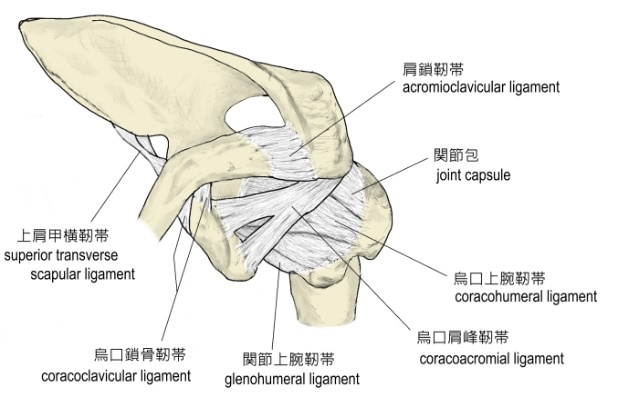 肩鎖靭帯
acromioclavicular ligament
関節包
joint capsule
上肩甲横靭帯
superior transverse
scapular ligament
烏口上腕靭帯
coracohumeral ligament
烏口肩峰靭帯
coracoacromial ligament
烏口鎖骨靭帯
coracoclavicular ligament
関節上腕靭帯
glenohumeral ligament